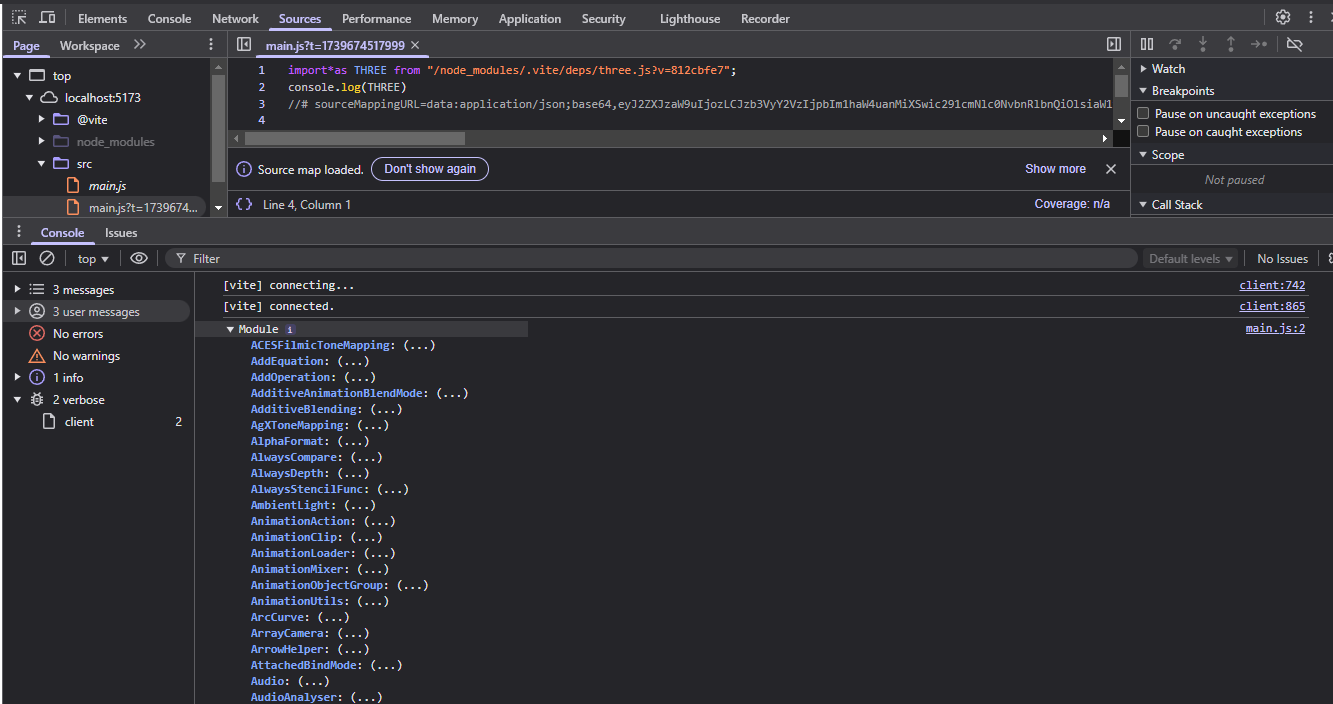 Elements Console Network Sources Performance Memory Application Security Lighthouse Recorder
Page Workspace
main.js?t=1739674517999
top
localhost:5173
@vite
node_modules
src
main.js
main.js?t=1739674...
1 import*as THREE from "/node_modules/.vite/deps/three.js?v=812cbfe7";
2 console.log(THREE)
3 //# sourceMappingURL=data:application/json;base64,eyJ2ZXJzaW9uIjozLCJzb3VyY2VzIjpbIm1haW4uanMiXSwic291cmNlc0NvbnRlbnQiOlsiaW1
4
Source map loaded. Don't show again Show more
{} Line 4, Column 1 Coverage: n/a
Watch
Breakpoints
Pause on uncaught exceptions
Pause on caught exceptions
Scope
Not paused
Call Stack
Console Issues
top Filter Default levels No Issues
3 messages
3 user messages
No errors
No warnings
1 info
2 verbose
client 2
[vite] connecting... client:742
[vite] connected. client:865
Module i main.js:2
ACESFilmicToneMapping: (...)
AddEquation: (...)
AddOperation: (...)
AdditiveAnimationBlendMode: (...)
AdditiveBlending: (...)
AgXToneMapping: (...)
AlphaFormat: (...)
AlwaysCompare: (...)
AlwaysDepth: (...)
AlwaysStencilFunc: (...)
AmbientLight: (...)
AnimationAction: (...)
AnimationClip: (...)
AnimationLoader: (...)
AnimationMixer: (...)
AnimationObjectGroup: (...)
AnimationUtils: (...)
ArcCurve: (...)
ArrayCamera: (...)
ArrowHelper: (...)
AttachedBindMode: (...)
Audio: (...)
AudioAnalyser: (...)